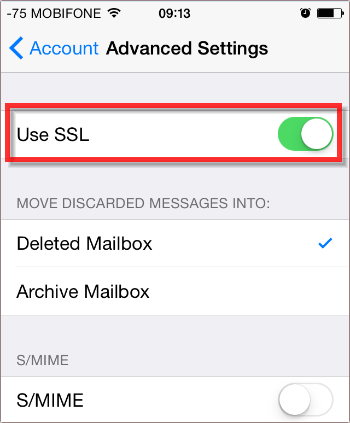 -75 MOBIFONE 09:13
Account Advanced Settings
Use SSL
MOVE DISCARDED MESSAGES INTO:
Deleted Mailbox
Archive Mailbox
S/MIME
S/MIME